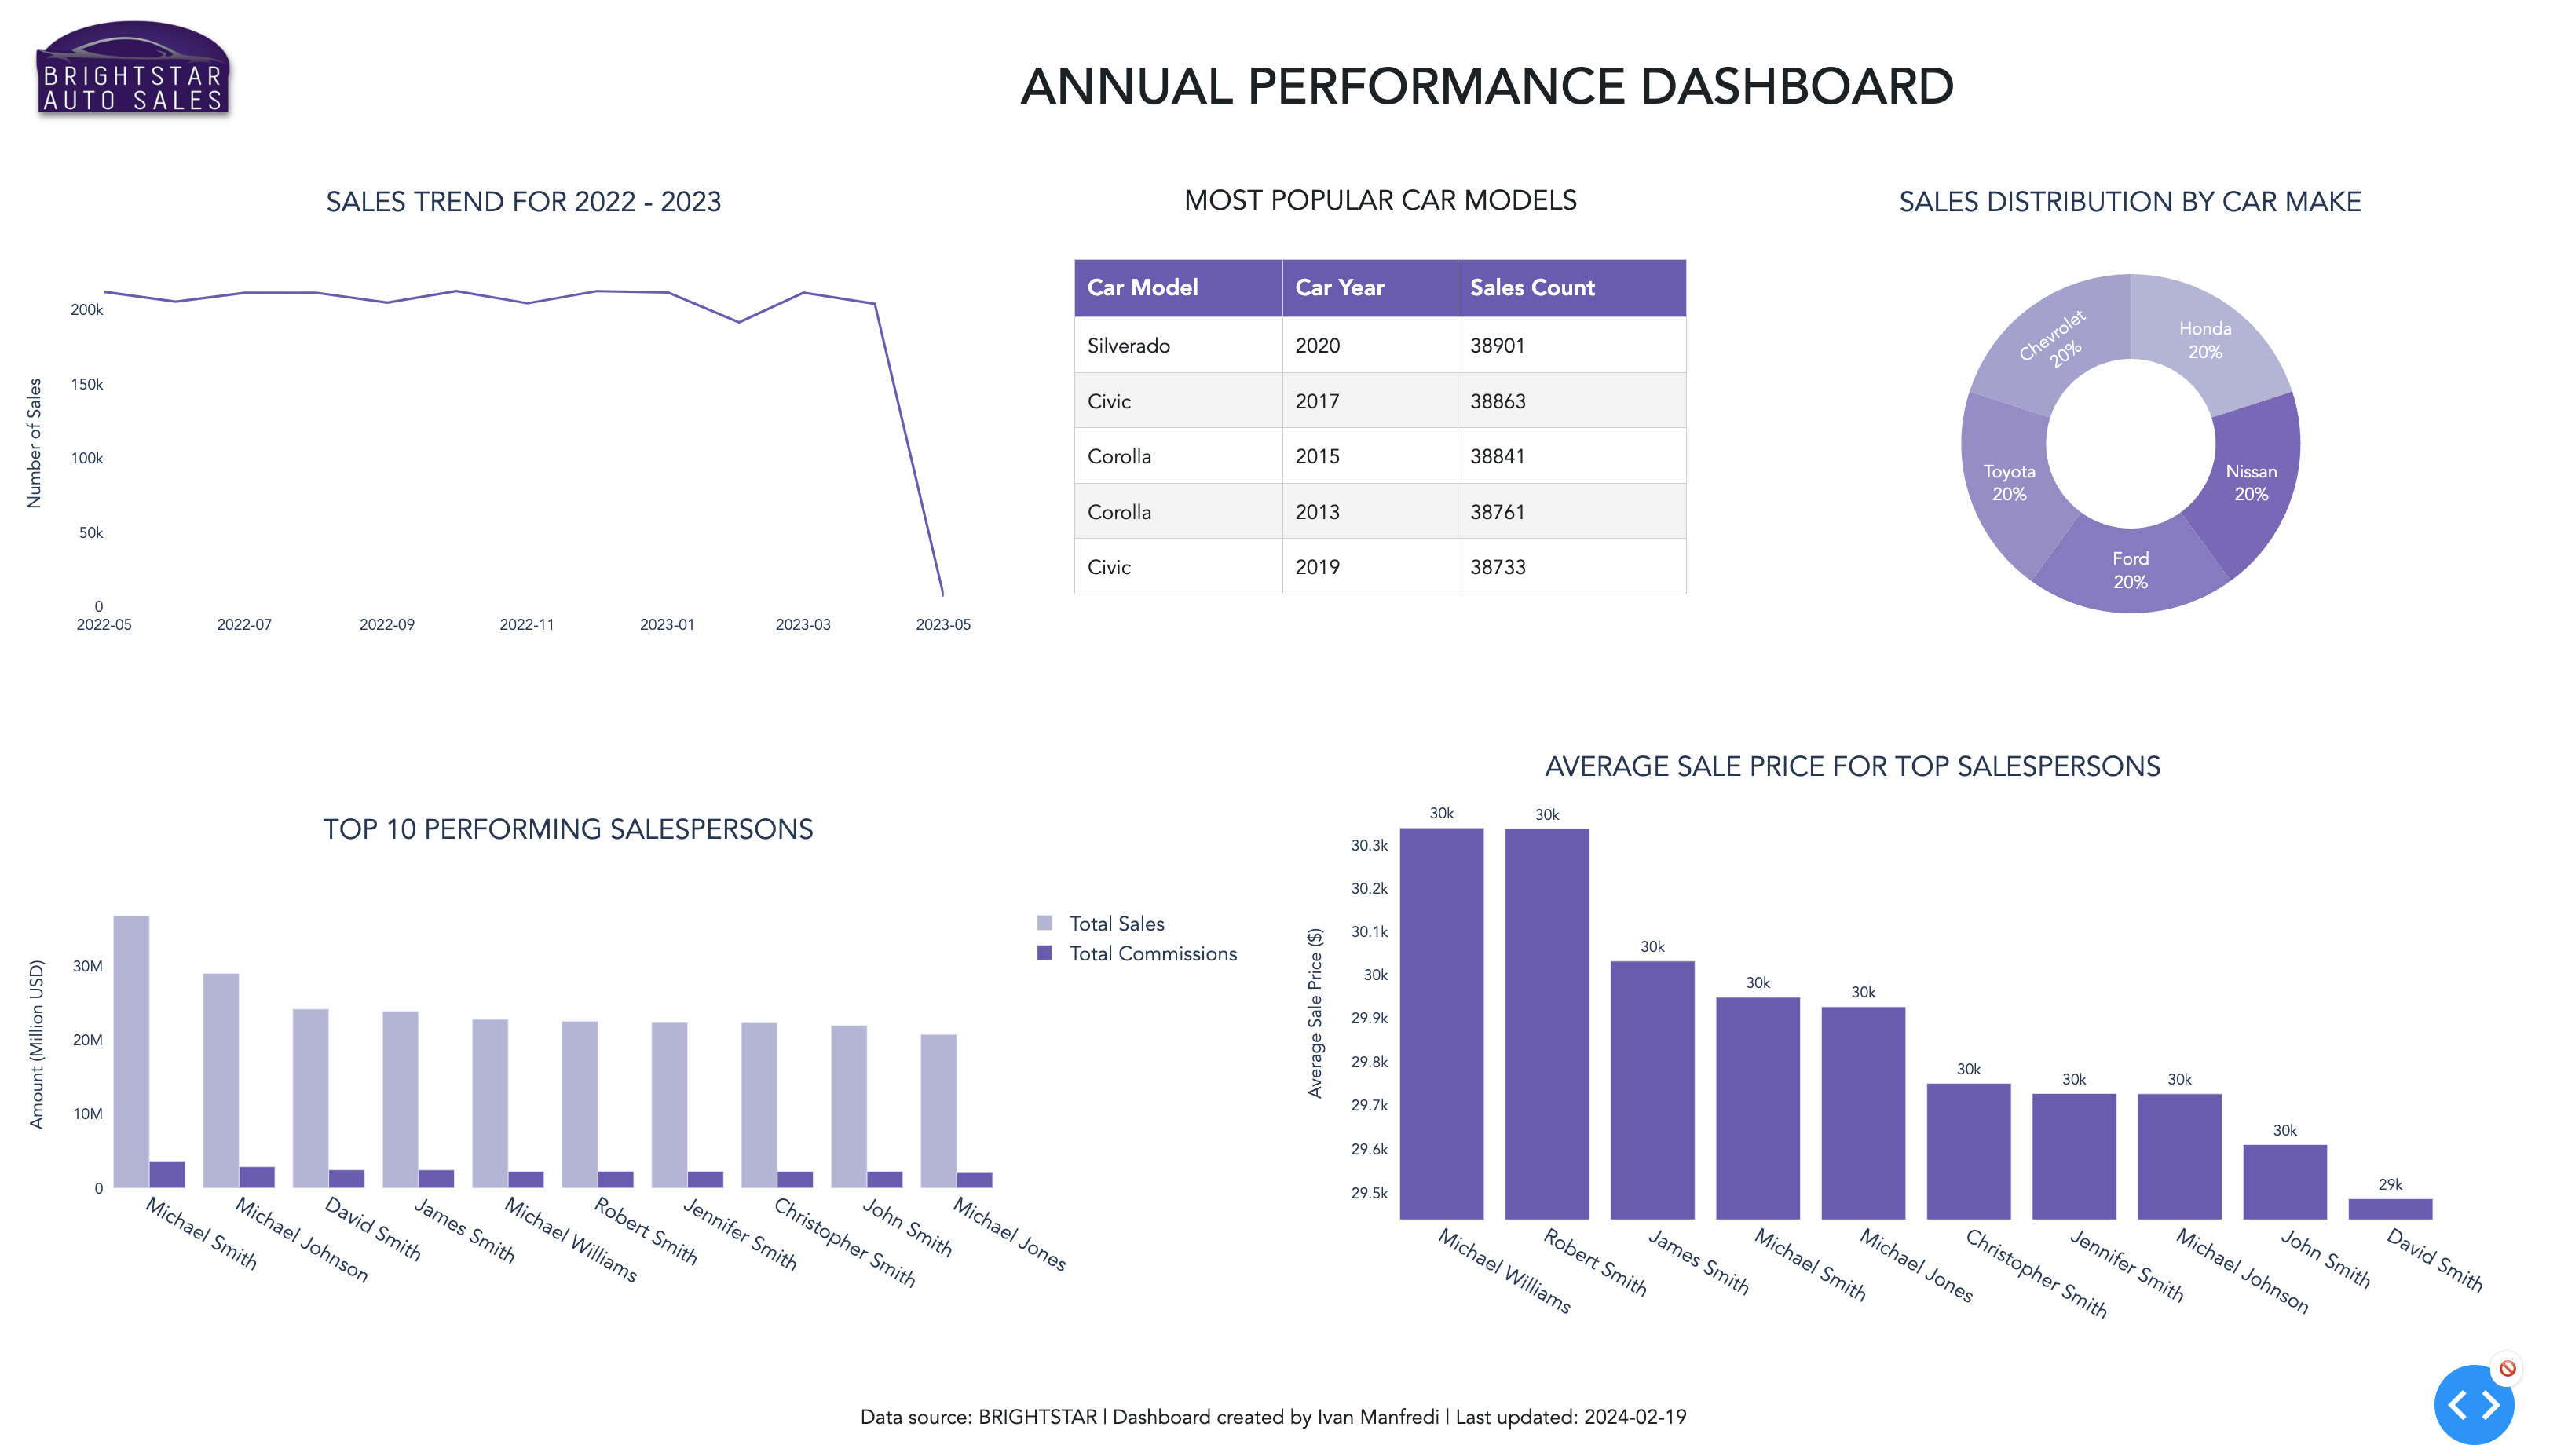 BRIGHTSTAR
AUTO SALES
ANNUAL PERFORMANCE DASHBOARD
SALES TREND FOR 2022 - 2023
Number of Sales
200k
150k
100k
50k
0
2022-05
2022-07
2022-09
2022-11
2023-01
2023-03
2023-05
MOST POPULAR CAR MODELS
Car Model Car Year Sales Count
Silverado 2020 38901
Civic 2017 38863
Corolla 2015 38841
Corolla 2013 38761
Civic 2019 38733
SALES DISTRIBUTION BY CAR MAKE
Honda
20%
Nissan
20%
Ford
20%
Toyota
20%
Chevrolet
20%
TOP 10 PERFORMING SALESPERSONS
Amount (Million USD)
30M
20M
10M
0
Michael Smith
Michael Johnson
David Smith
James Smith
Michael Williams
Robert Smith
Jennifer Smith
Christopher Smith
John Smith
Michael Jones
Total Sales
Total Commissions
AVERAGE SALE PRICE FOR TOP SALESPERSONS
Average Sale Price ($)
30.3k
30.2k
30.1k
30k
29.9k
29.8k
29.7k
29.6k
29.5k
30k
30k
30k
30k
30k
30k
30k
30k
30k
29k
Michael Williams
Robert Smith
James Smith
Michael Smith
Michael Jones
Christopher Smith
Jennifer Smith
Michael Johnson
John Smith
David Smith
Data source: BRIGHTSTAR | Dashboard created by Ivan Manfredi | Last updated: 2024-02-19